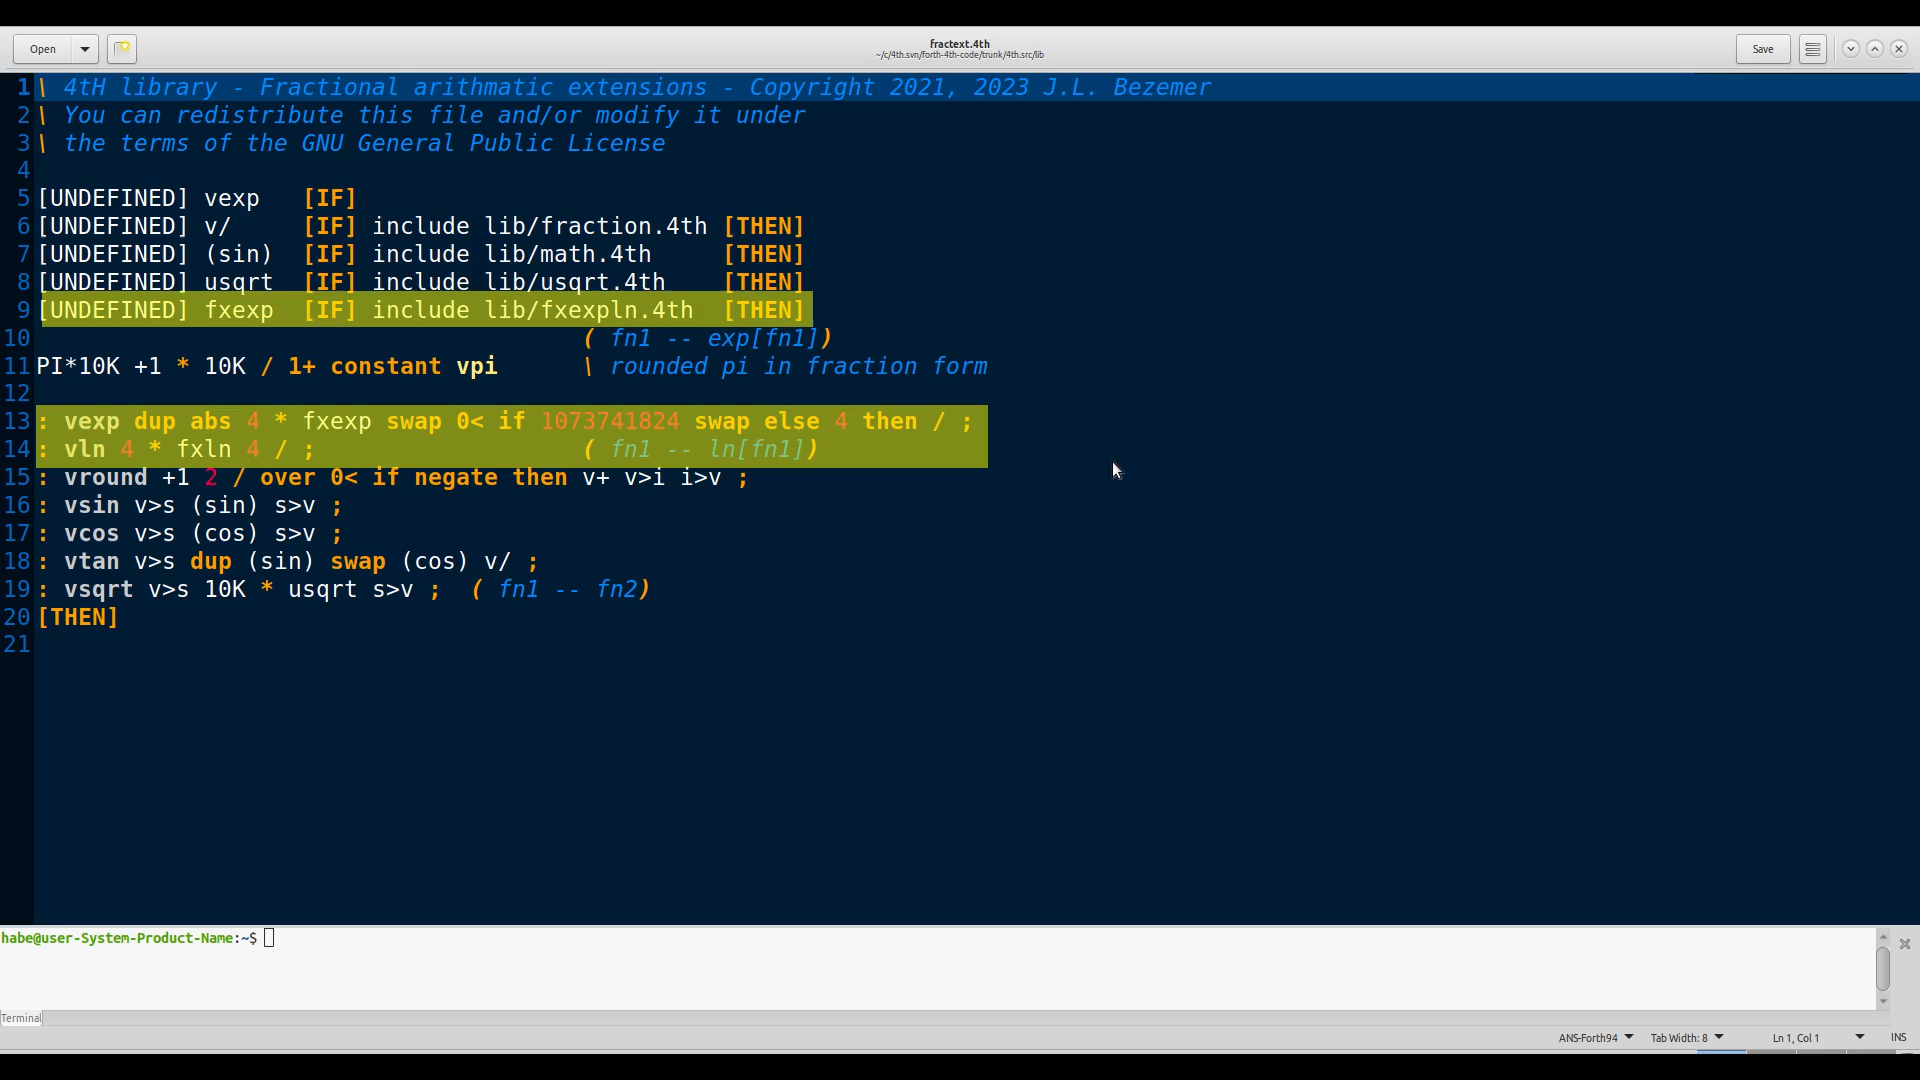 Open
fractext.4th
~/c/4th.svn/forth-4th-code/trunk/4th.src/lib
Save
1 \ 4tH library - Fractional arithmatic extensions - Copyright 2021, 2023 J.L. Bezemer
2 \ You can redistribute this file and/or modify it under
3 \ the terms of the GNU General Public License
4
5 [UNDEFINED] vexp   [IF]
6 [UNDEFINED] v/     [IF] include lib/fraction.4th [THEN]
7 [UNDEFINED] (sin)  [IF] include lib/math.4th     [THEN]
8 [UNDEFINED] usqrt  [IF] include lib/usqrt.4th    [THEN]
9 [UNDEFINED] fxexp  [IF] include lib/fxexpln.4th  [THEN]
10                                        ( fn1 -- exp[fn1])
11 PI*10K +1 * 10K / 1+ constant vpi      \ rounded pi in fraction form
12
13 : vexp dup abs 4 * fxexp swap 0< if 1073741824 swap else 4 then / ;
14 : vln 4 * fxln 4 / ;                   ( fn1 -- ln[fn1])
15 : vround +1 2 / over 0< if negate then v+ v>i i>v ;
16 : vsin v>s (sin) s>v ;
17 : vcos v>s (cos) s>v ;
18 : vtan v>s dup (sin) swap (cos) v/ ;
19 : vsqrt v>s 10K * usqrt s>v ;  ( fn1 -- fn2)
20 [THEN]
21
habe@user-System-Product-Name:~$
Terminal
ANS-Forth94 Tab Width: 8 Ln 1, Col 1 INS